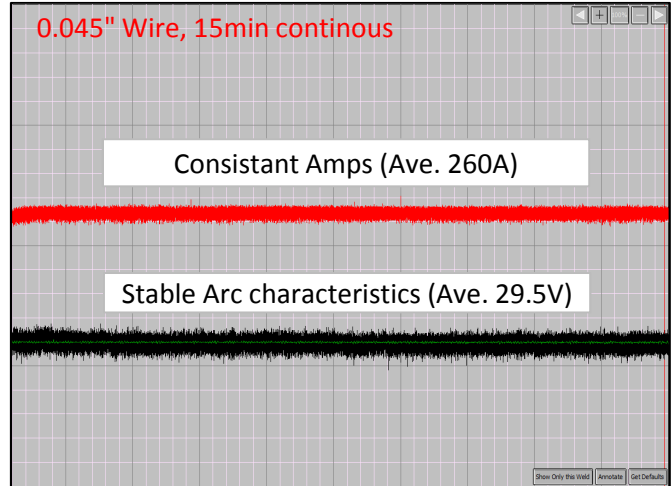 0.045" Wire, 15min continous
Consistant Amps (Ave. 260A)
Stable Arc characteristics (Ave. 29.5V)
Show Only this Weld Annotate Get Defaults